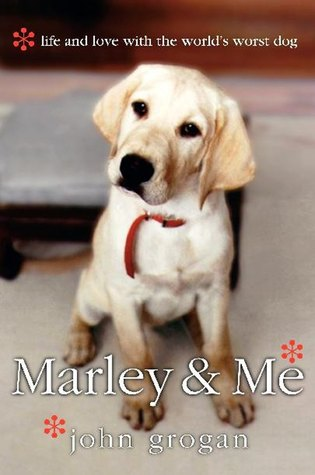 life and love with the world's worst dog
Marley & Me
john grogan